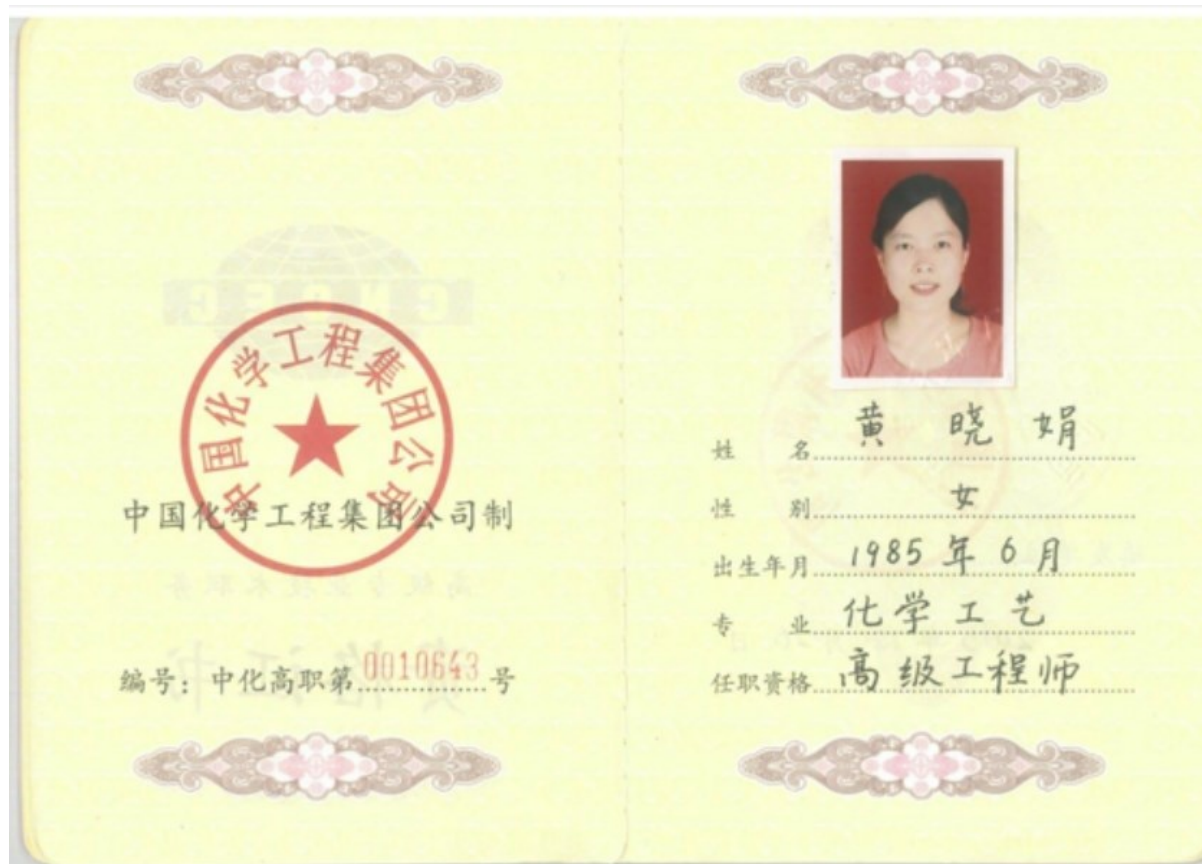 中国化学工程集团公司
中国化学工程集团公司制
编号：中化高职第0010643号
姓名 黄晓娟
性别 女
出生年月 1985年6月
专业 化学工艺
任职资格 高级工程师